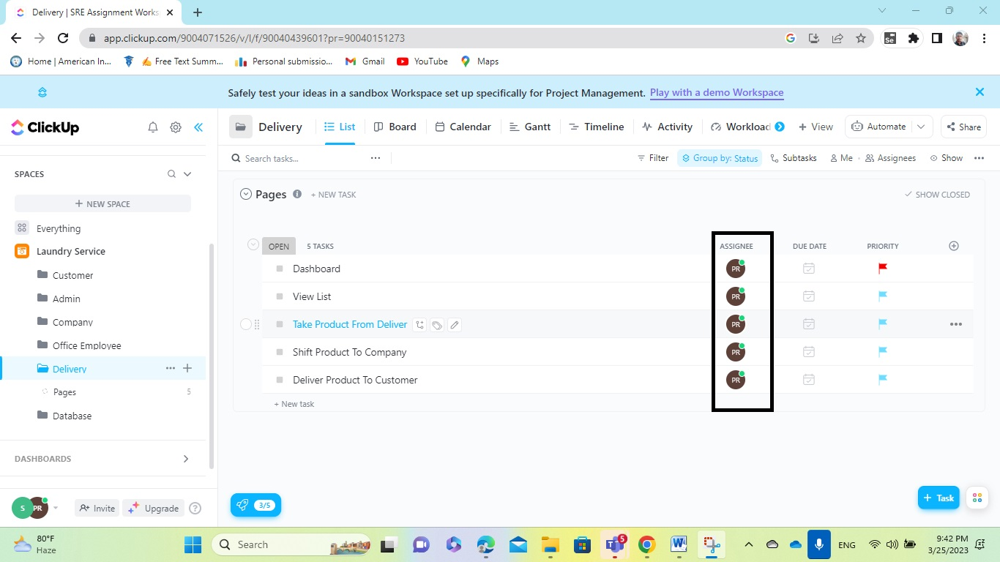 Delivery | SRE Assignment Works
app.clickup.com/9004071526/v/l/f/90040439601?pr=90040151273
Se
Home | American In...
Free Text Summ...
Personal submissio...
Gmail
YouTube
Maps
Safely test your ideas in a sandbox Workspace set up specifically for Project Management. Play with a demo Workspace
ClickUp
Delivery
List
Board
Calendar
Gantt
Timeline
Activity
Workload
+ View
Automate
Share
Search tasks...
Filter
Group by: Status
Subtasks
Me
Assignees
Show
SPACES
+ NEW SPACE
Everything
Laundry Service
Customer
Admin
Company
Office Employee
Delivery
Pages 5
Database
DASHBOARDS
S PR
Invite
Upgrade
?
Pages
+ NEW TASK
SHOW CLOSED
OPEN 5 TASKS ASSIGNEE DUE DATE PRIORITY
Dashboard PR
View List PR
Take Product From Deliver PR
Shift Product To Company PR
Deliver Product To Customer PR
+ New task
3/5
+ Task
80°F
Haze
Search
5
ENG
9:42 PM
3/25/2023